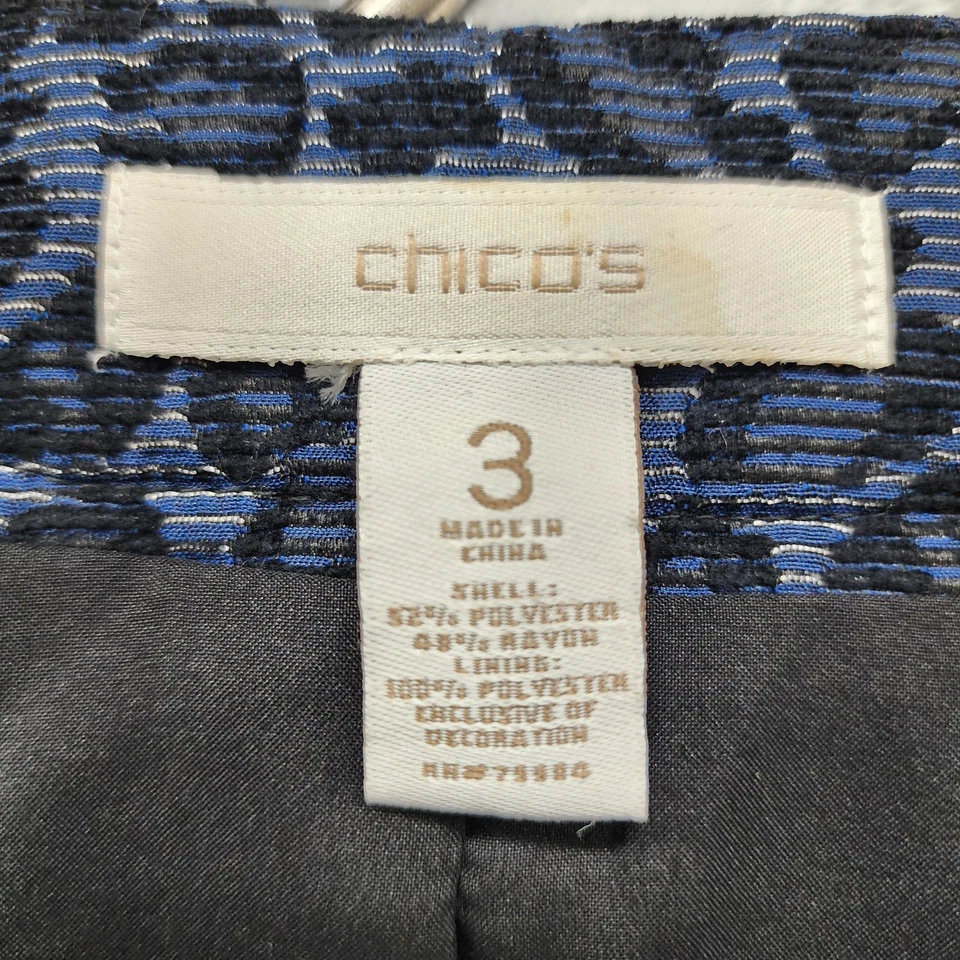 chico's
3
MADE IN
CHINA
SHELL:
52% POLYESTER
48% RAYON
LINING:
100% POLYESTER
EXCLUSIVE OF
DECORATION